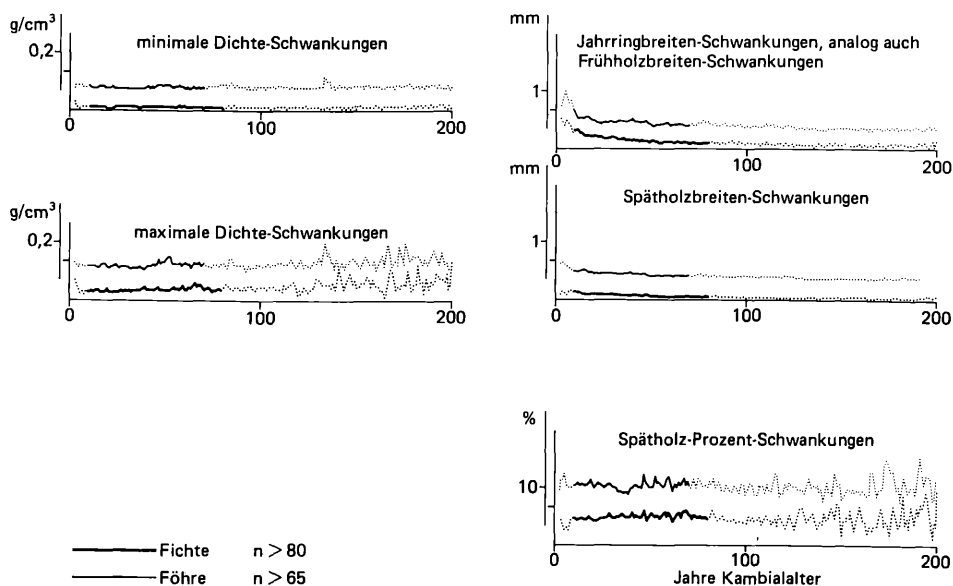 g/cm³
0,2
minimale Dichte-Schwankungen
0
100
200
mm
1
Jahrringbreiten-Schwankungen, analog auch
Frühholzbreiten-Schwankungen
0
100
200
g/cm³
0,2
maximale Dichte-Schwankungen
0
100
200
mm
1
Spätholzbreiten-Schwankungen
0
100
200
%
10
Spätholz-Prozent-Schwankungen
0
100
200
Jahre Kambialalter
Fichte n > 80
Föhre n > 65